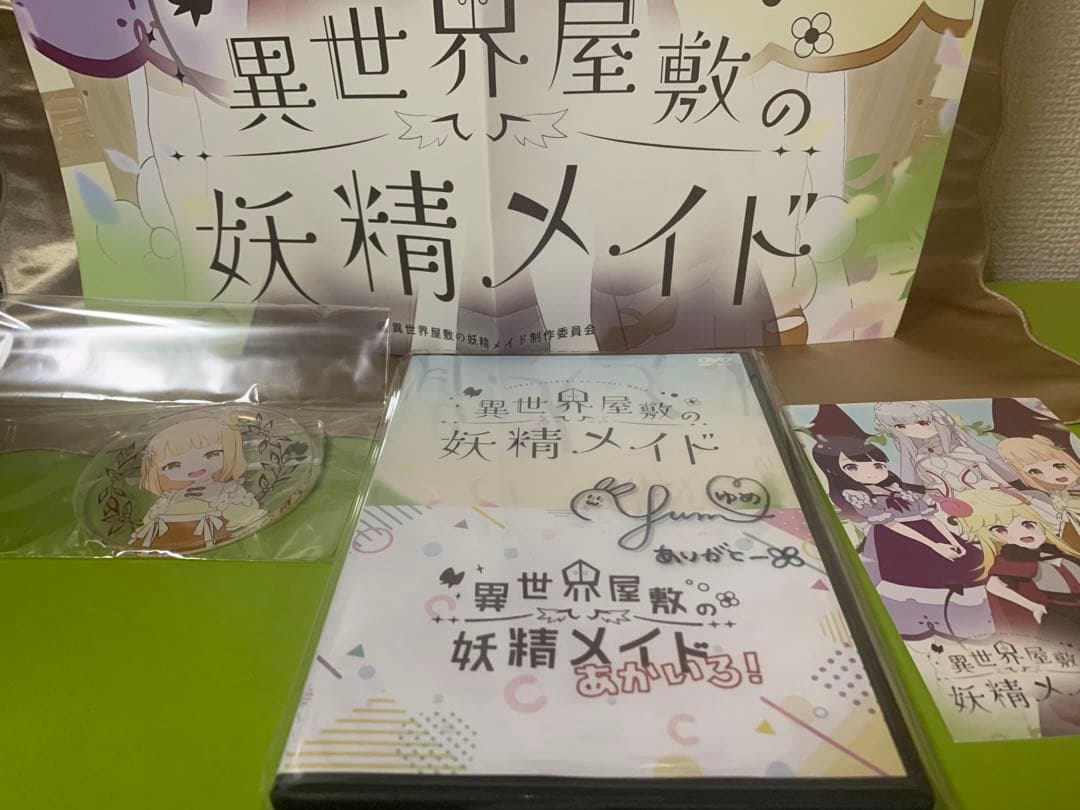 異世界屋敷の
妖精メイド
異世界屋敷の妖精メイド制作委員会
DVD
異世界屋敷の
妖精メイド
ゆめ
Yume
ありがとー
異世界屋敷の
妖精メイド
あかいろ!
異世界屋敷
妖精メイ